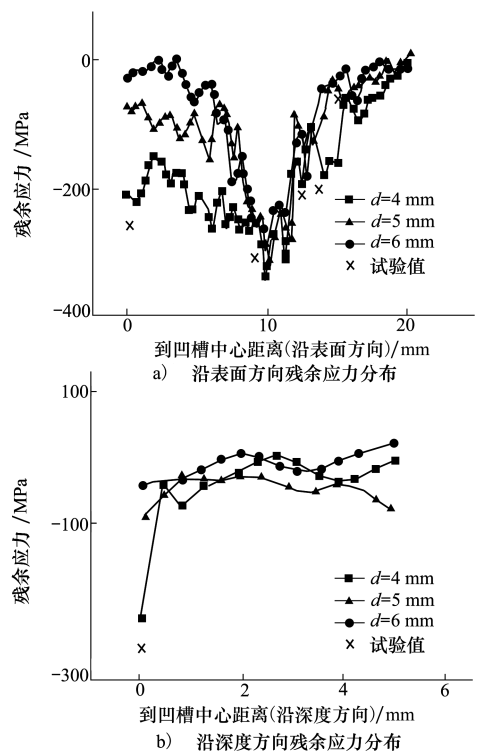 0
−200
−400
残余应力 /MPa
d=4 mm
d=5 mm
d=6 mm
试验值
0
10
20
到凹槽中心距离(沿表面方向)/mm
a) 沿表面方向残余应力分布
100
−100
−300
残余应力 /MPa
d=4 mm
d=5 mm
d=6 mm
试验值
0
2
4
6
到凹槽中心距离(沿深度方向)/mm
b) 沿深度方向残余应力分布